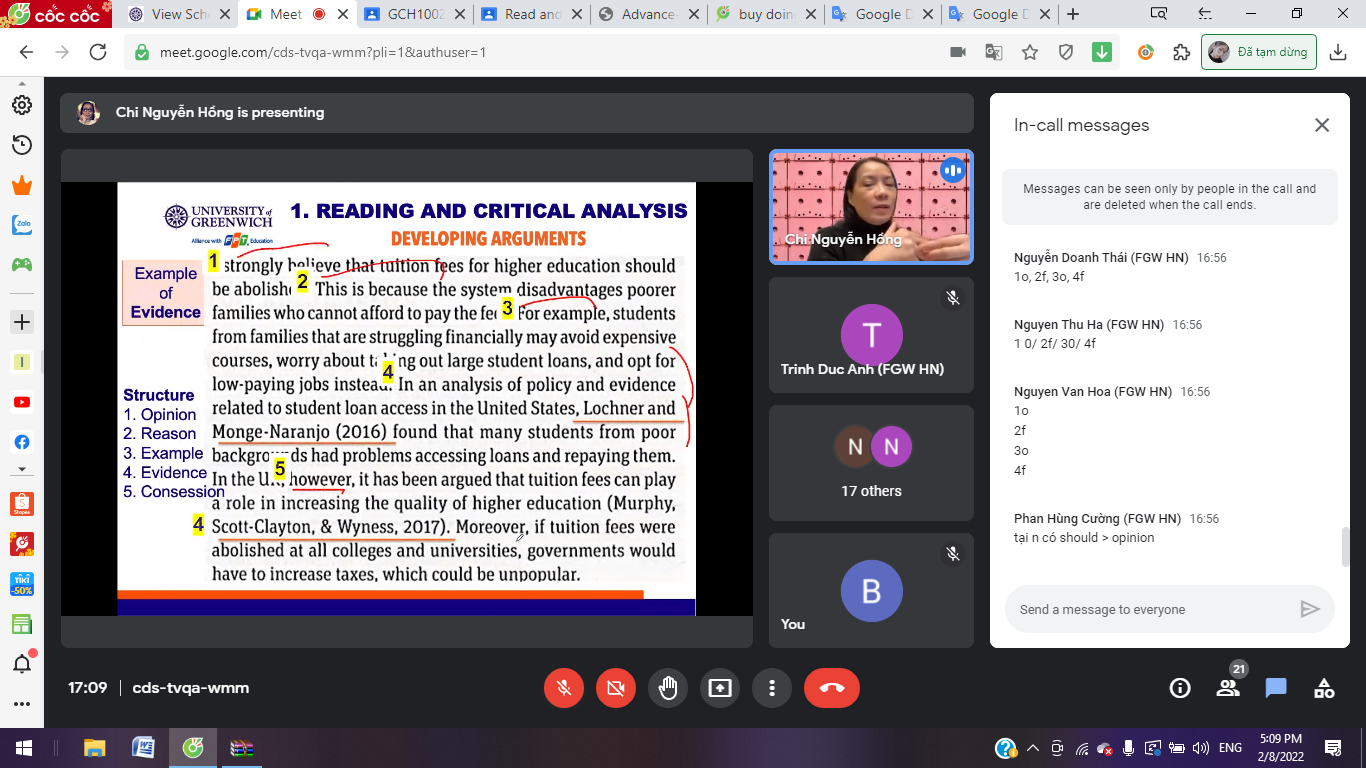 cốc cốc
View Sch
Meet
GCH1002
Read and
Advance-
buy doin
Google D
Google D
meet.google.com/cds-tvqa-wmm?pli=1&authuser=1
Đã tạm dừng
Chi Nguyễn Hồng is presenting
UNIVERSITY of
GREENWICH
Alliance with FPT. Education
1. READING AND CRITICAL ANALYSIS
DEVELOPING ARGUMENTS
Example
of
Evidence
Structure
1. Opinion
2. Reason
3. Example
4. Evidence
5. Consession
1 strongly believe that tuition fees for higher education should
be abolishe 2 This is because the system disadvantages poorer
families who cannot afford to pay the fee 3 For example, students
from families that are struggling financially may avoid expensive
courses, worry about taking out large student loans, and opt for
low-paying jobs instead. 4 In an analysis of policy and evidence
related to student loan access in the United States, Lochner and
Monge-Naranjo (2016) found that many students from poor
backgrounds had problems accessing loans and repaying them.
In the UK, 5 however, it has been argued that tuition fees can play
a role in increasing the quality of higher education (Murphy,
4 Scott-Clayton, & Wyness, 2017). Moreover, if tuition fees were
abolished at all colleges and universities, governments would
have to increase taxes, which could be unpopular.
Chi Nguyễn Hồng
T
Trinh Duc Anh (FGW HN)
N N
17 others
B
You
In-call messages
Messages can be seen only by people in the call and
are deleted when the call ends.
Nguyễn Doanh Thái (FGW HN) 16:56
1o, 2f, 3o, 4f
Nguyen Thu Ha (FGW HN) 16:56
1 0/ 2f/ 30/ 4f
Nguyen Van Hoa (FGW HN) 16:56
1o
2f
3o
4f
Phan Hùng Cường (FGW HN) 16:56
tại n có should > opinion
Send a message to everyone
17:09 | cds-tvqa-wmm
21
Zalo
I
TIKI
-50%
ENG
5:09 PM
2/8/2022